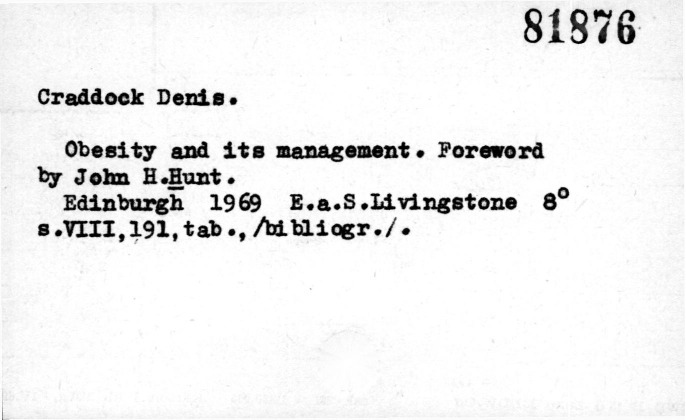 81876
Craddock Denis.
Obesity and its management. Foreword
by John H.Hunt.
Edinburgh 1969 E.a.S.Livingstone 8°
s.VIII,191,tab.,/bibliogr./.